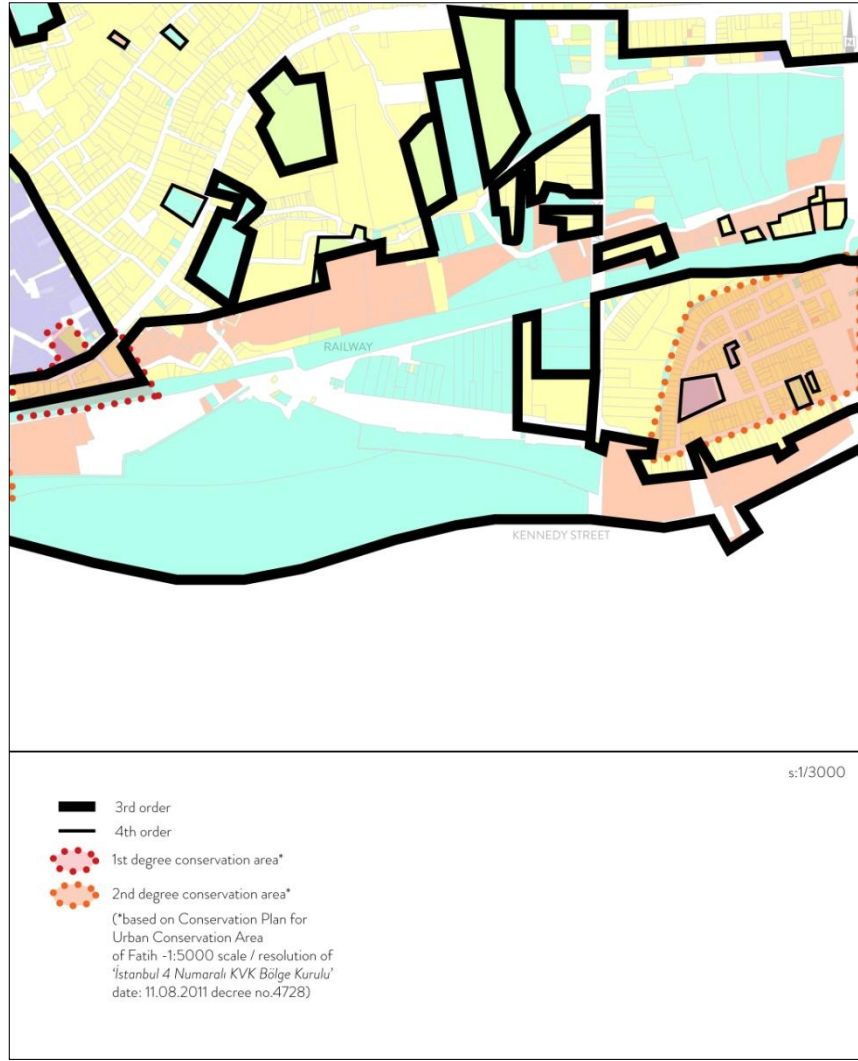 N
RAILWAY
KENNEDY STREET
s:1/3000
3rd order
4th order
1st degree conservation area*
2nd degree conservation area*
(*based on Conservation Plan for
Urban Conservation Area
of Fatih -1:5000 scale / resolution of
‘İstanbul 4 Numaralı KVK Bölge Kurulu’
date: 11.08.2011 decree no.4728)